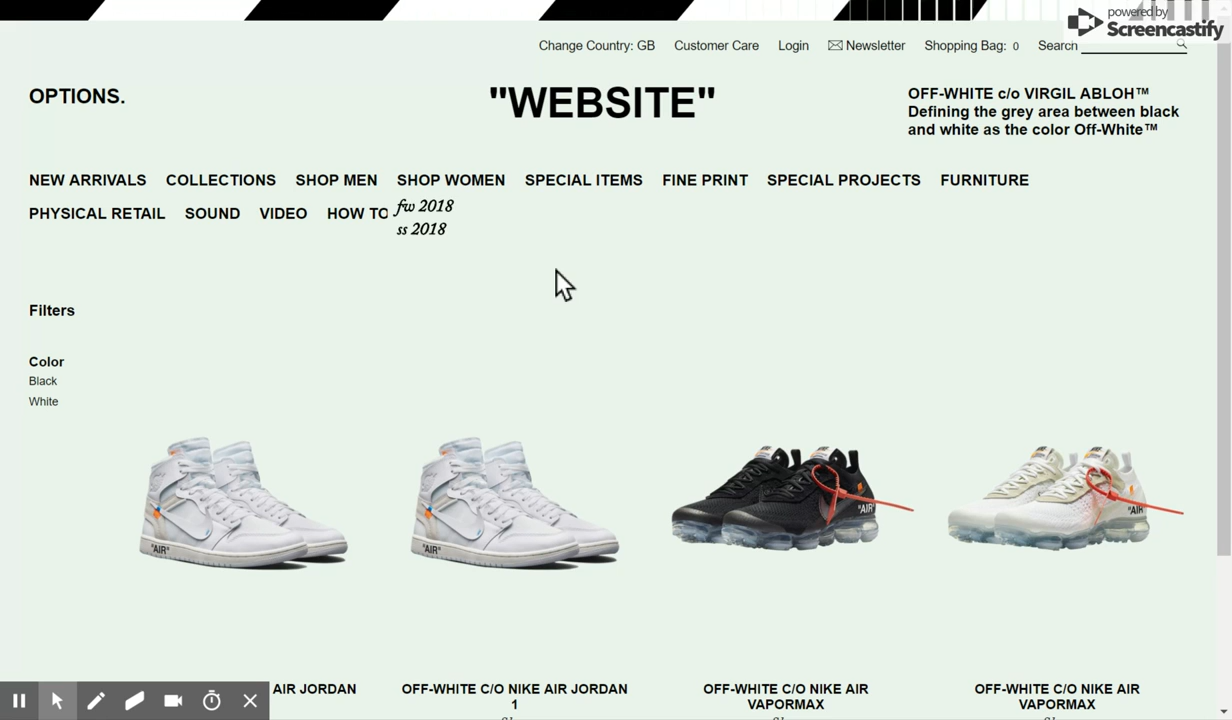 powered by
Screencastify
Change Country: GB Customer Care Login Newsletter Shopping Bag: 0 Search
OPTIONS.
"WEBSITE"
OFF-WHITE c/o VIRGIL ABLOH™
Defining the grey area between black
and white as the color Off-White™
NEW ARRIVALS COLLECTIONS SHOP MEN SHOP WOMEN SPECIAL ITEMS FINE PRINT SPECIAL PROJECTS FURNITURE
PHYSICAL RETAIL SOUND VIDEO HOW TO
fw 2018
ss 2018
Filters
Color
Black
White
"AIR"
"AIR"
"AIR"
"AIR
AIR JORDAN
OFF-WHITE C/O NIKE AIR JORDAN
1
OFF-WHITE C/O NIKE AIR
VAPORMAX
OFF-WHITE C/O NIKE AIR
VAPORMAX